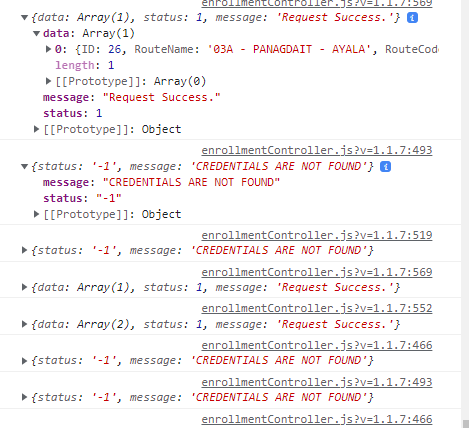 enrollmentController.js?v=1.1.7:569
▼{data: Array(1), status: 1, message: 'Request Success.'} i
▼data: Array(1)
▶0: {ID: 26, RouteName: '03A - PANAGDAIT - AYALA', RouteCod
length: 1
▶[[Prototype]]: Array(0)
message: "Request Success."
status: 1
▶[[Prototype]]: Object
enrollmentController.js?v=1.1.7:493
▼{status: '-1', message: 'CREDENTIALS ARE NOT FOUND'} i
message: "CREDENTIALS ARE NOT FOUND"
status: "-1"
▶[[Prototype]]: Object
enrollmentController.js?v=1.1.7:519
▶{status: '-1', message: 'CREDENTIALS ARE NOT FOUND'}
enrollmentController.js?v=1.1.7:569
▶{data: Array(1), status: 1, message: 'Request Success.'}
enrollmentController.js?v=1.1.7:552
▶{data: Array(2), status: 1, message: 'Request Success.'}
enrollmentController.js?v=1.1.7:466
▶{status: '-1', message: 'CREDENTIALS ARE NOT FOUND'}
enrollmentController.js?v=1.1.7:493
▶{status: '-1', message: 'CREDENTIALS ARE NOT FOUND'}
enrollmentController.js?v=1.1.7:466